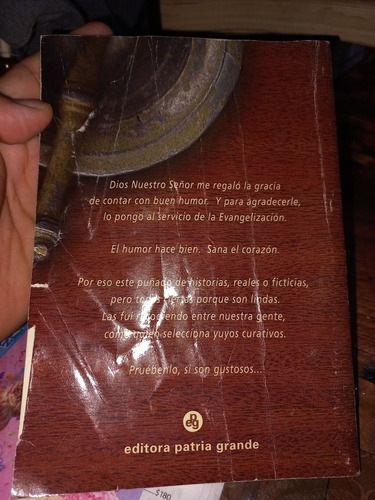 Dios Nuestro Señor me regaló la gracia
de contar con buen humor. Y para agradecerle,
lo pongo al servicio de la Evangelización.
El humor hace bien. Sana el corazón.
Por eso este puñado de historias, reales o ficticias,
pero todas ciertas porque son lindas.
Las fui recogiendo entre nuestra gente,
como quien selecciona yuyos curativos.
Pruébenlo, si son gustosos...
epg
editora patria grande
$180